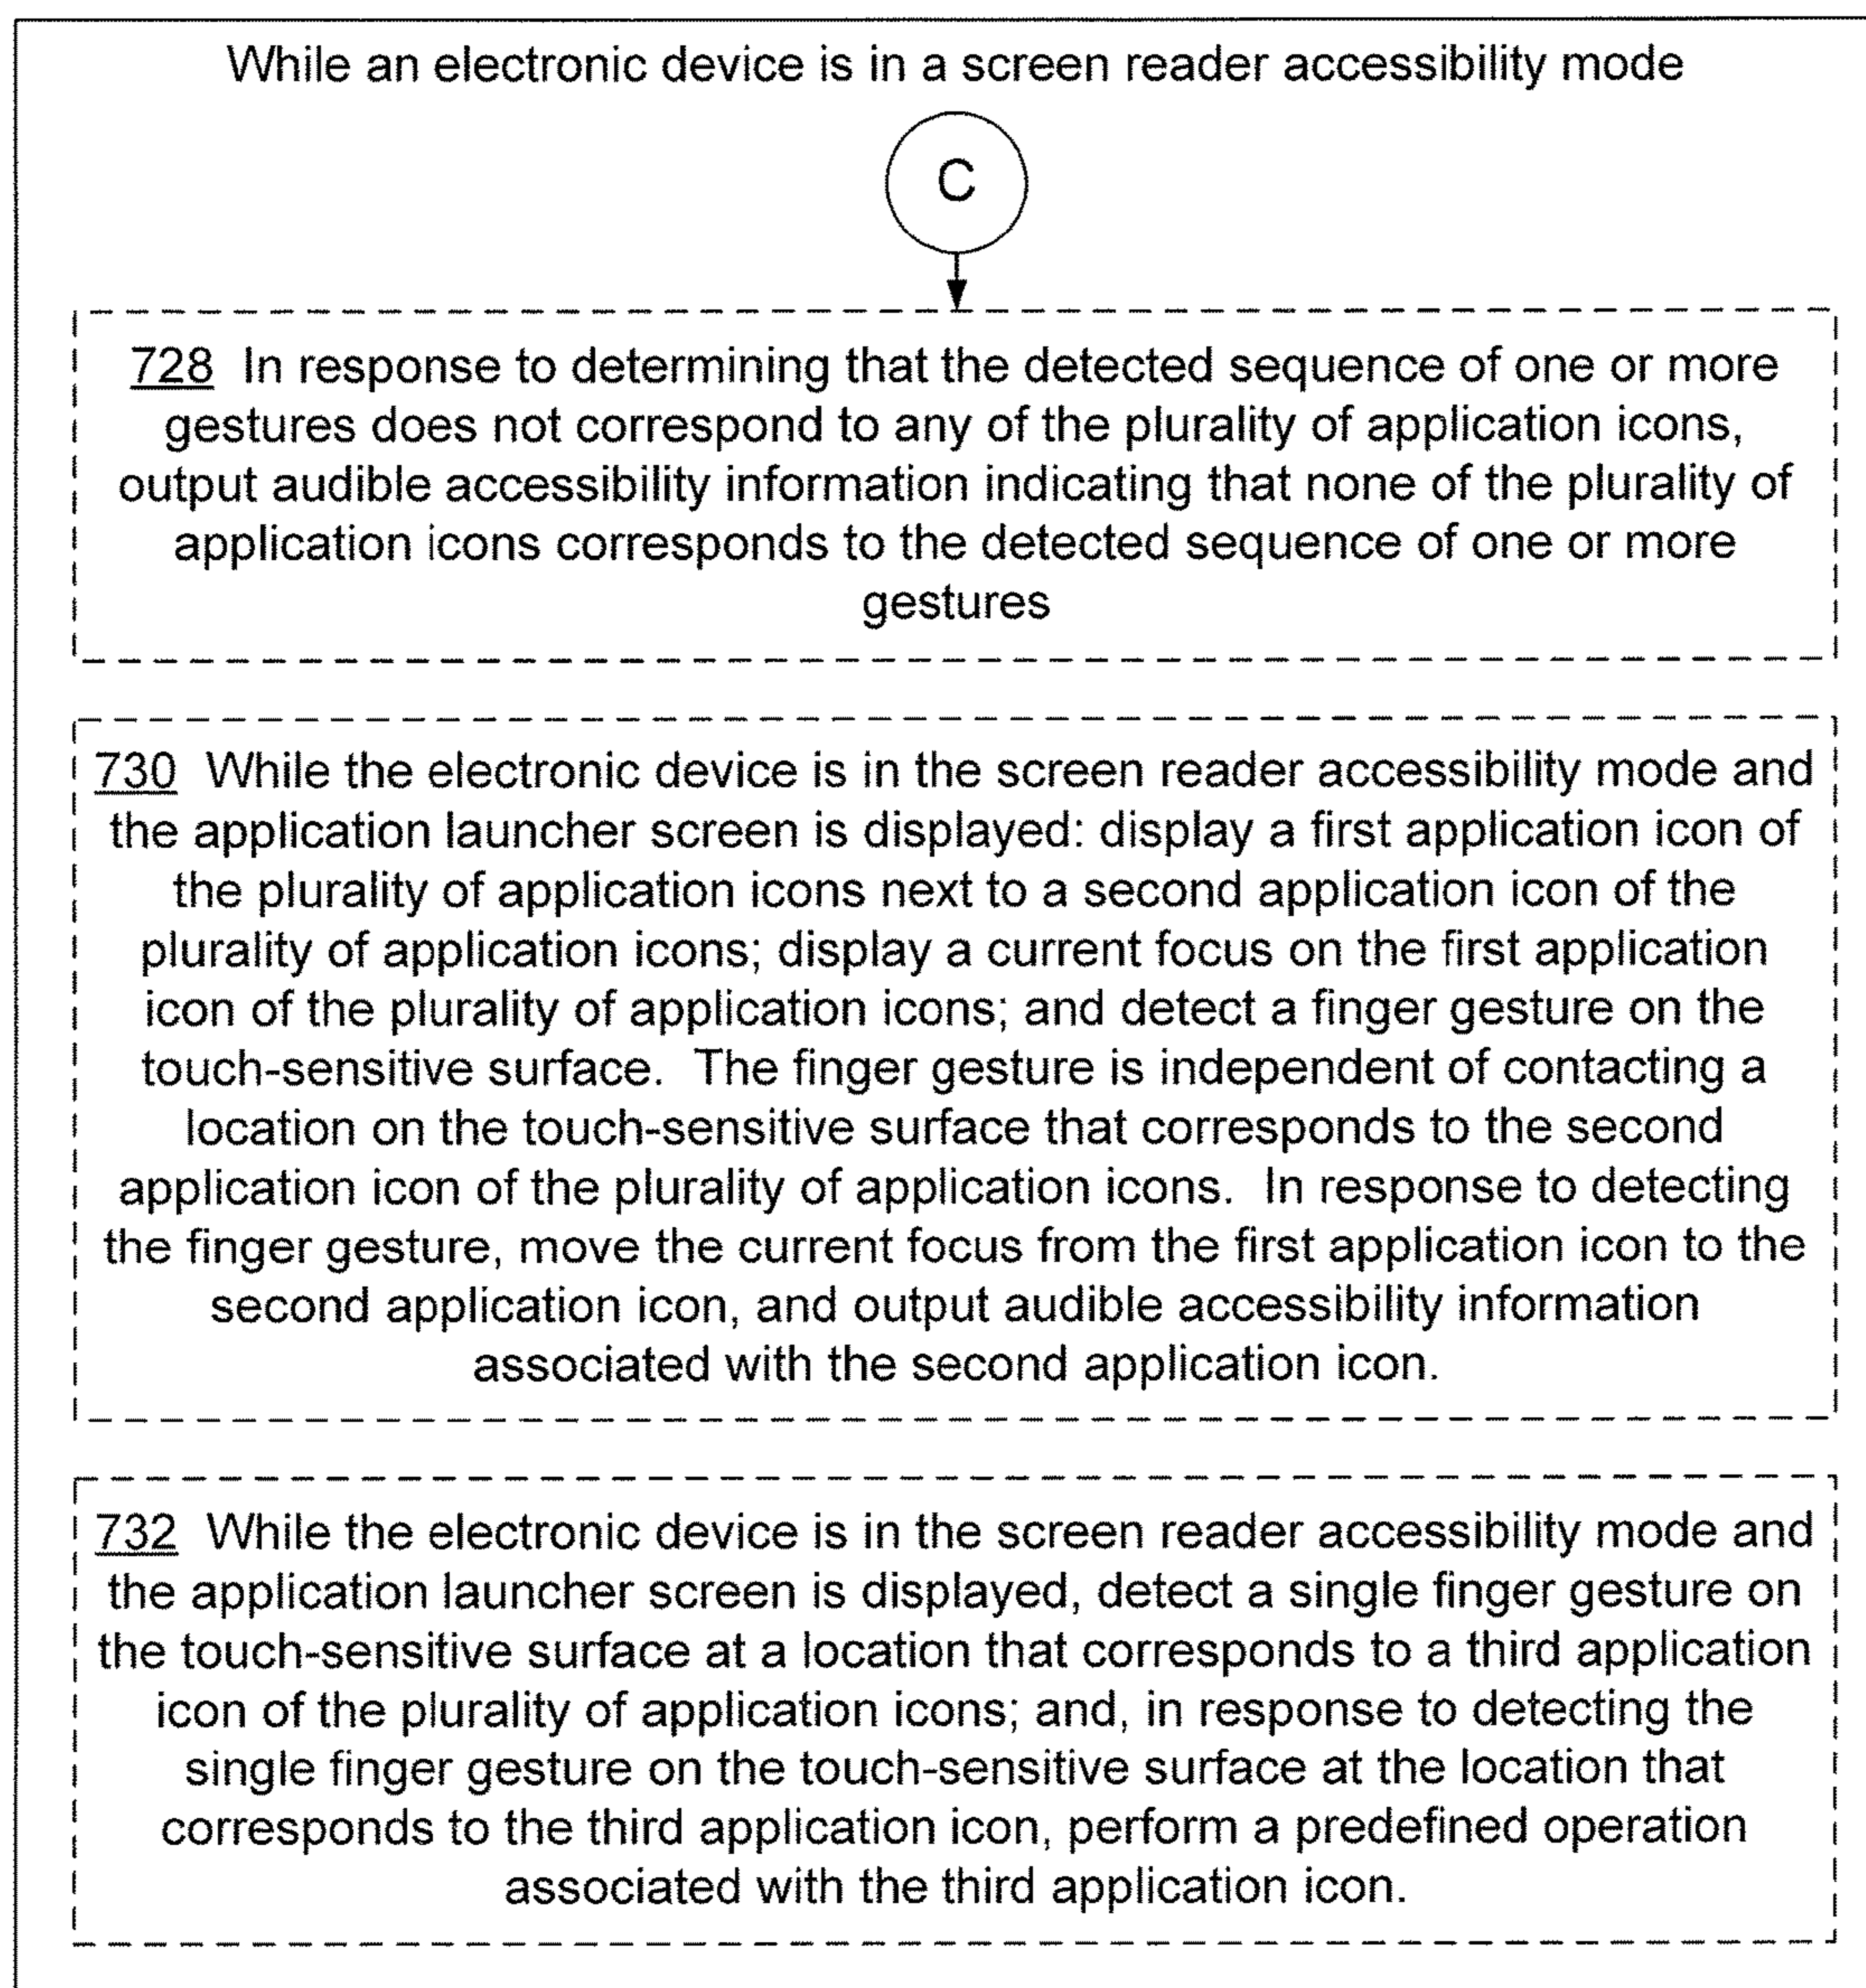 While an electronic device is in a screen reader accessibility mode
C
728 In response to determining that the detected sequence of one or more
gestures does not correspond to any of the plurality of application icons,
output audible accessibility information indicating that none of the plurality of
application icons corresponds to the detected sequence of one or more
gestures
730 While the electronic device is in the screen reader accessibility mode and
the application launcher screen is displayed: display a first application icon of
the plurality of application icons next to a second application icon of the
plurality of application icons; display a current focus on the first application
icon of the plurality of application icons; and detect a finger gesture on the
touch-sensitive surface. The finger gesture is independent of contacting a
location on the touch-sensitive surface that corresponds to the second
application icon of the plurality of application icons. In response to detecting
the finger gesture, move the current focus from the first application icon to the
second application icon, and output audible accessibility information
associated with the second application icon.
732 While the electronic device is in the screen reader accessibility mode and
the application launcher screen is displayed, detect a single finger gesture on
the touch-sensitive surface at a location that corresponds to a third application
icon of the plurality of application icons; and, in response to detecting the
single finger gesture on the touch-sensitive surface at the location that
corresponds to the third application icon, perform a predefined operation
associated with the third application icon.